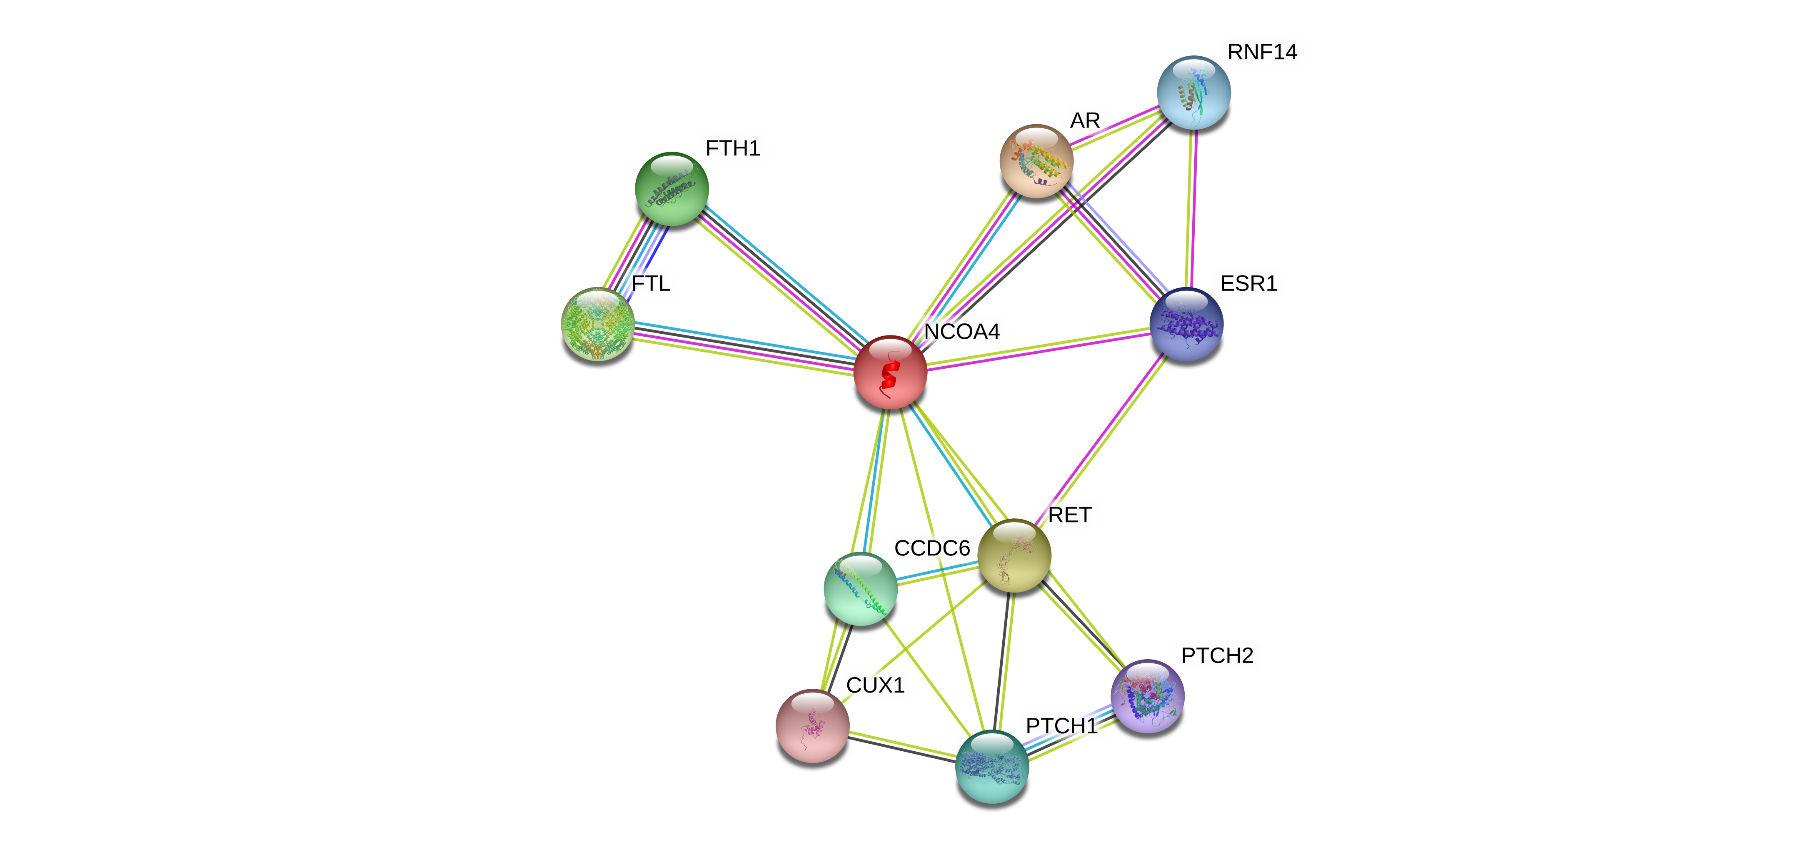 RNF14
AR
FTH1
FTL
ESR1
NCOA4
RET
CCDC6
PTCH2
CUX1
PTCH1